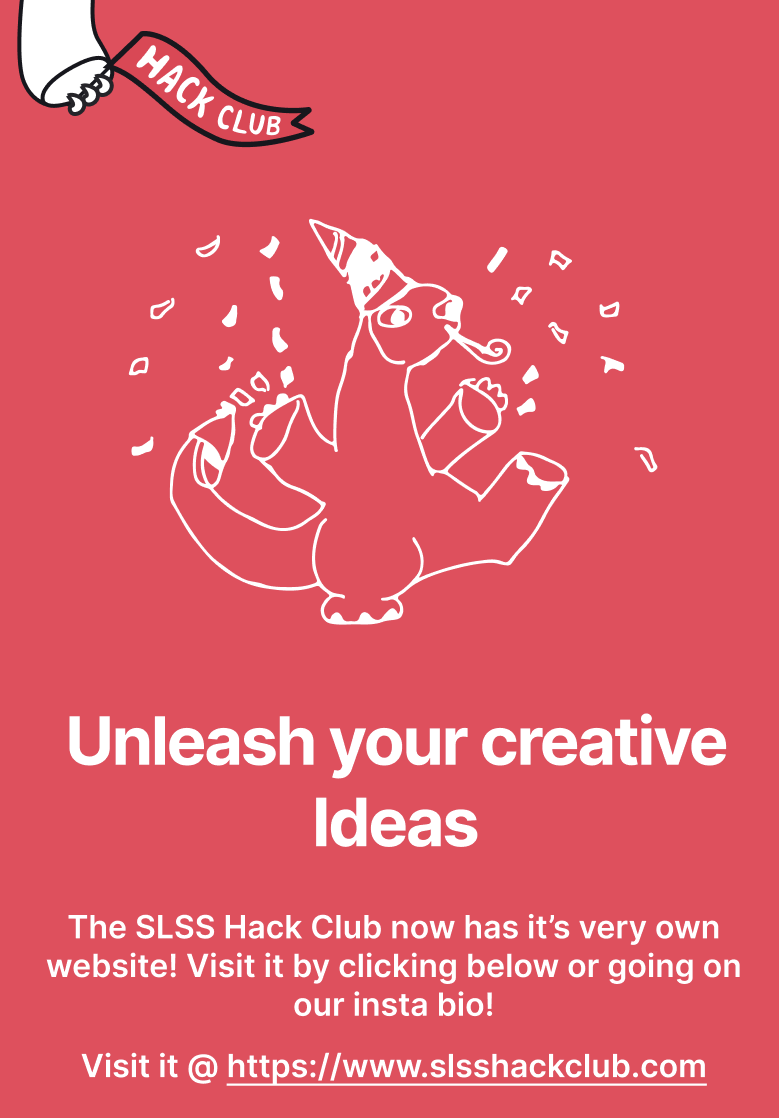 HACK CLUB
Unleash your creative
Ideas
The SLSS Hack Club now has it’s very own
website! Visit it by clicking below or going on
our insta bio!
Visit it @ https://www.slsshackclub.com